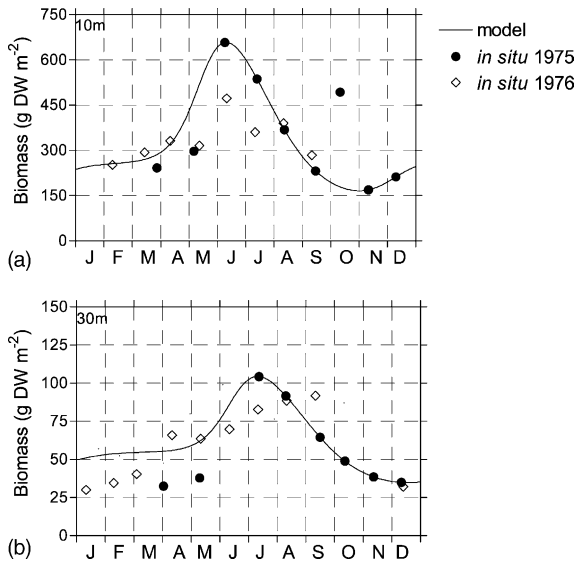 750
600
450
300
150
0
Biomass (g DW m-2)
10m
J F M A M J J A S O N D
(a)
model
in situ 1975
in situ 1976
150
125
100
75
50
25
0
Biomass (g DW m-2)
30m
J F M A M J J A S O N D
(b)